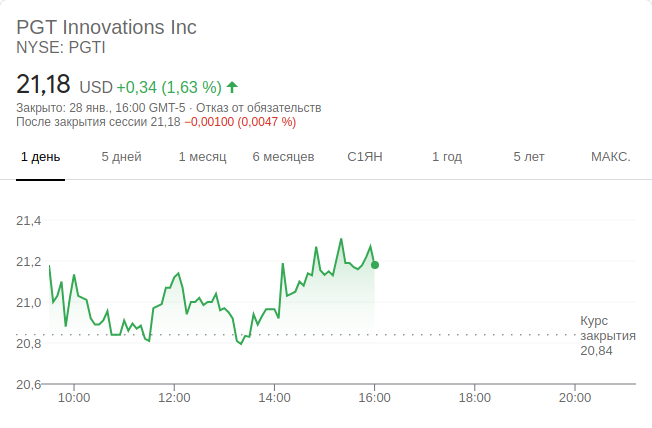 PGT Innovations Inc
NYSE: PGTI
21,18 USD +0,34 (1,63 %)
Закрыто: 28 янв., 16:00 GMT-5 · Отказ от обязательств
После закрытия сессии 21,18 −0,00100 (0,0047 %)
1 день 5 дней 1 месяц 6 месяцев С1ЯН 1 год 5 лет МАКС.
21,4
21,2
21,0
Курс
закрытия
20,84
20,8
20,6
10:00 12:00 14:00 16:00 18:00 20:00